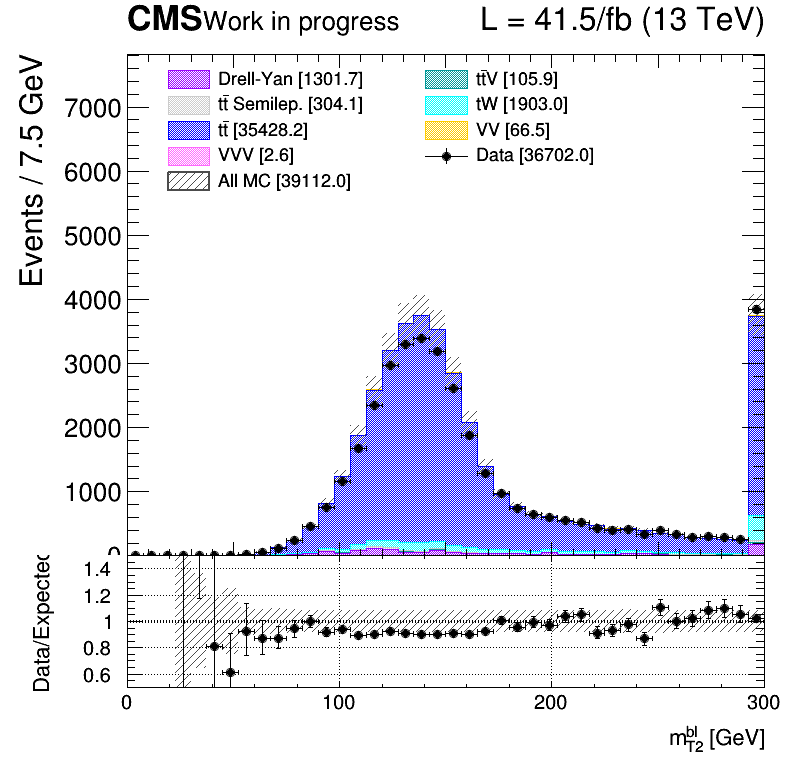 CMS Work in progress L = 41.5/fb (13 TeV)
Events / 7.5 GeV
Drell-Yan [1301.7]
tt̄ Semilep. [304.1]
tt̄ [35428.2]
VVV [2.6]
All MC [39112.0]
tt̄V [105.9]
tW [1903.0]
VV [66.5]
Data [36702.0]
7000
6000
5000
4000
3000
2000
1000
0
Data/Expected
1.4
1.2
1
0.8
0.6
0 100 200 300
m_{T2}^{bl} [GeV]